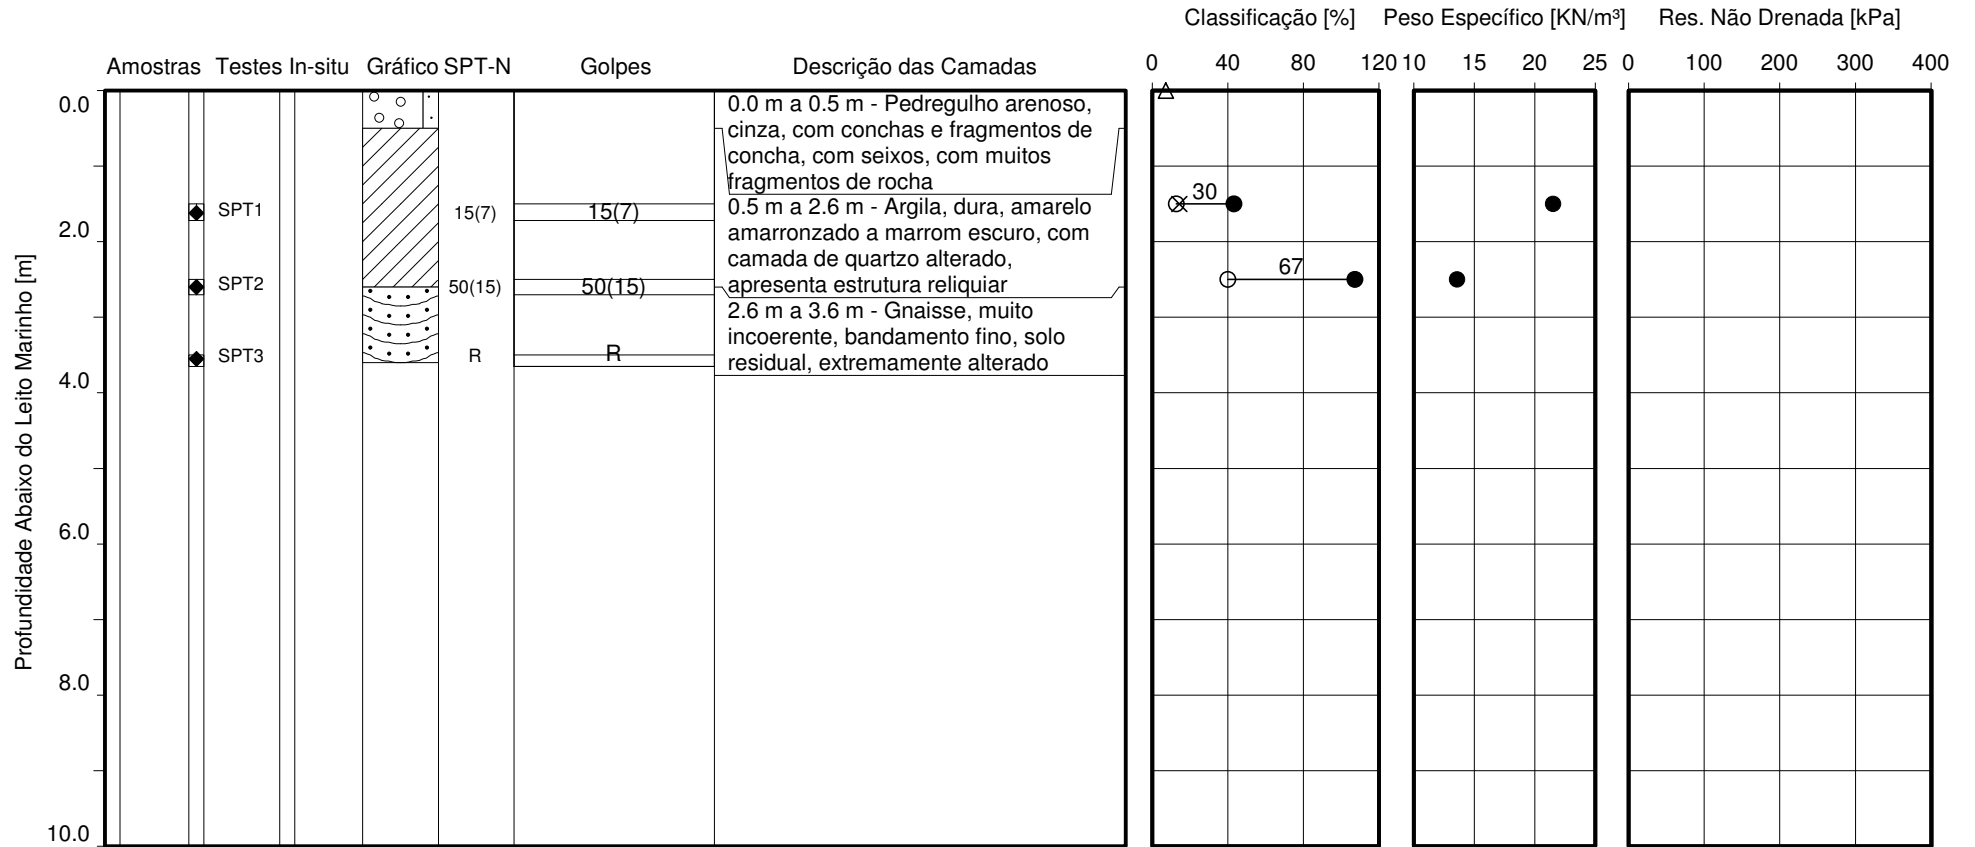 Classificação [%] Peso Específico [KN/m³] Res. Não Drenada [kPa]
Amostras Testes In-situ Gráfico SPT-N Golpes Descrição das Camadas 0 40 80 120 10 15 20 25 0 100 200 300 400
0.0
0.0 m a 0.5 m - Pedregulho arenoso,
cinza, com conchas e fragmentos de
concha, com seixos, com muitos
fragmentos de rocha
30
SPT1 15(7) 15(7)
0.5 m a 2.6 m - Argila, dura, amarelo
amarronzado a marrom escuro, com
camada de quartzo alterado,
apresenta estrutura reliquiar
2.0
67
SPT2 50(15) 50(15)
2.6 m a 3.6 m - Gnaisse, muito
incoerente, bandamento fino, solo
residual, extremamente alterado
SPT3 R R
4.0
6.0
8.0
10.0
Profundidade Abaixo do Leito Marinho [m]